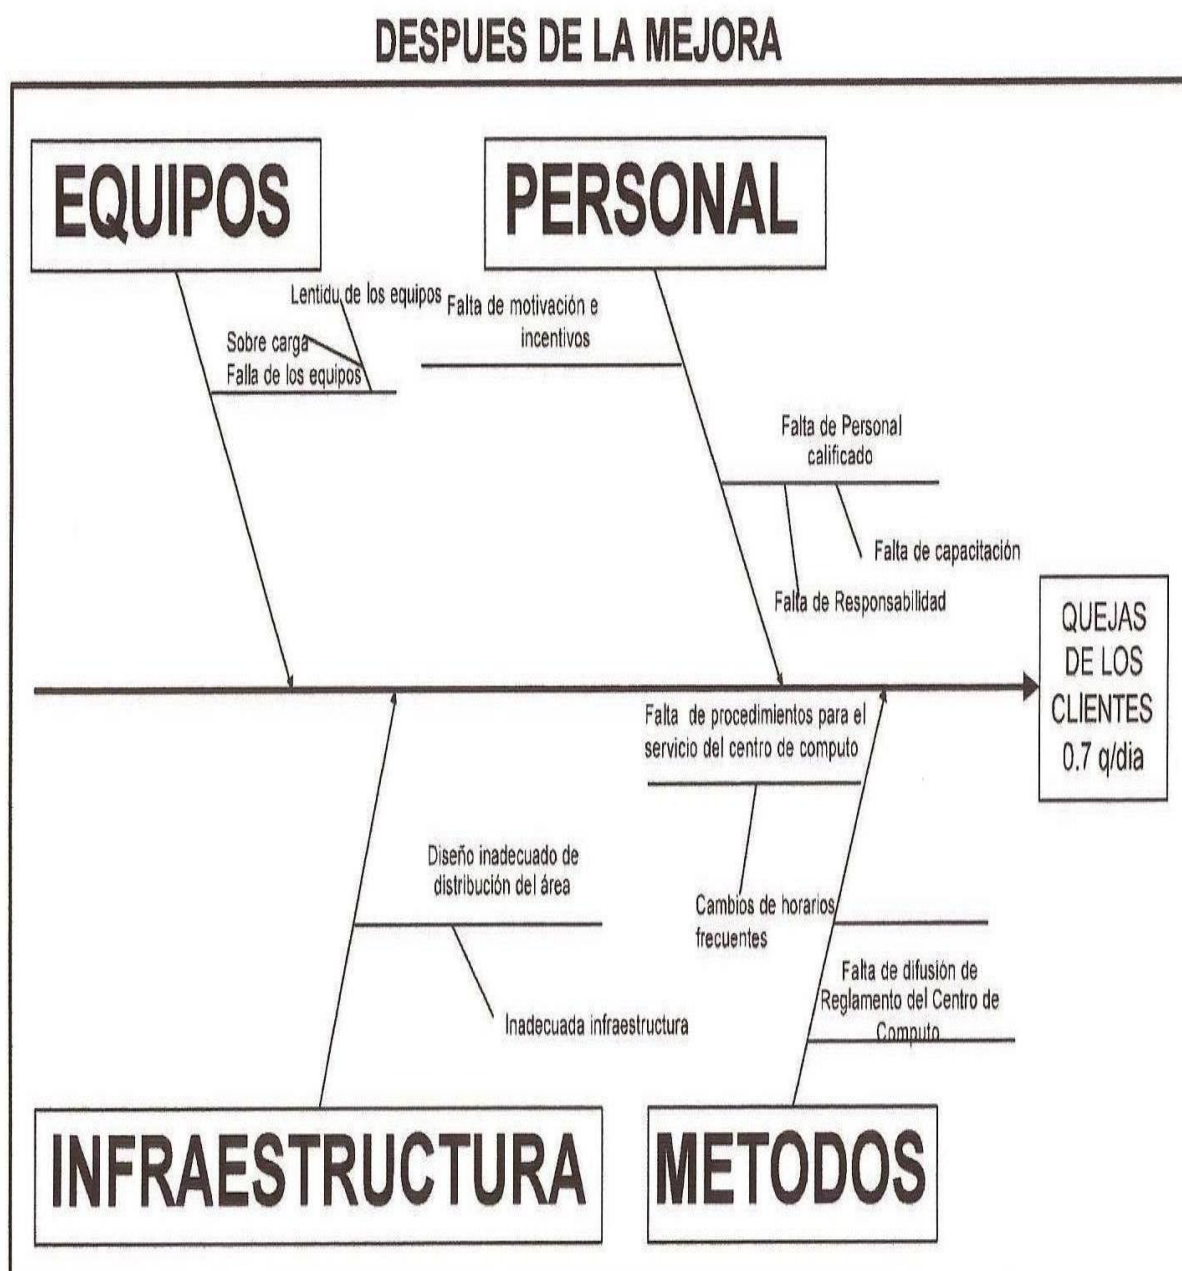 DESPUES DE LA MEJORA
EQUIPOS
PERSONAL
Lentidu de los equipos
Sobre carga
Falla de los equipos
Falta de motivación e
incentivos
Falta de Personal
calificado
Falta de capacitación
Falta de Responsabilidad
QUEJAS
DE LOS
CLIENTES
0.7 q/dia
Falta de procedimientos para el
servicio del centro de computo
Diseño inadecuado de
distribución del área
Cambios de horarios
frecuentes
Inadecuada infraestructura
Falta de difusión de
Reglamento del Centro de
Computo
INFRAESTRUCTURA
METODOS